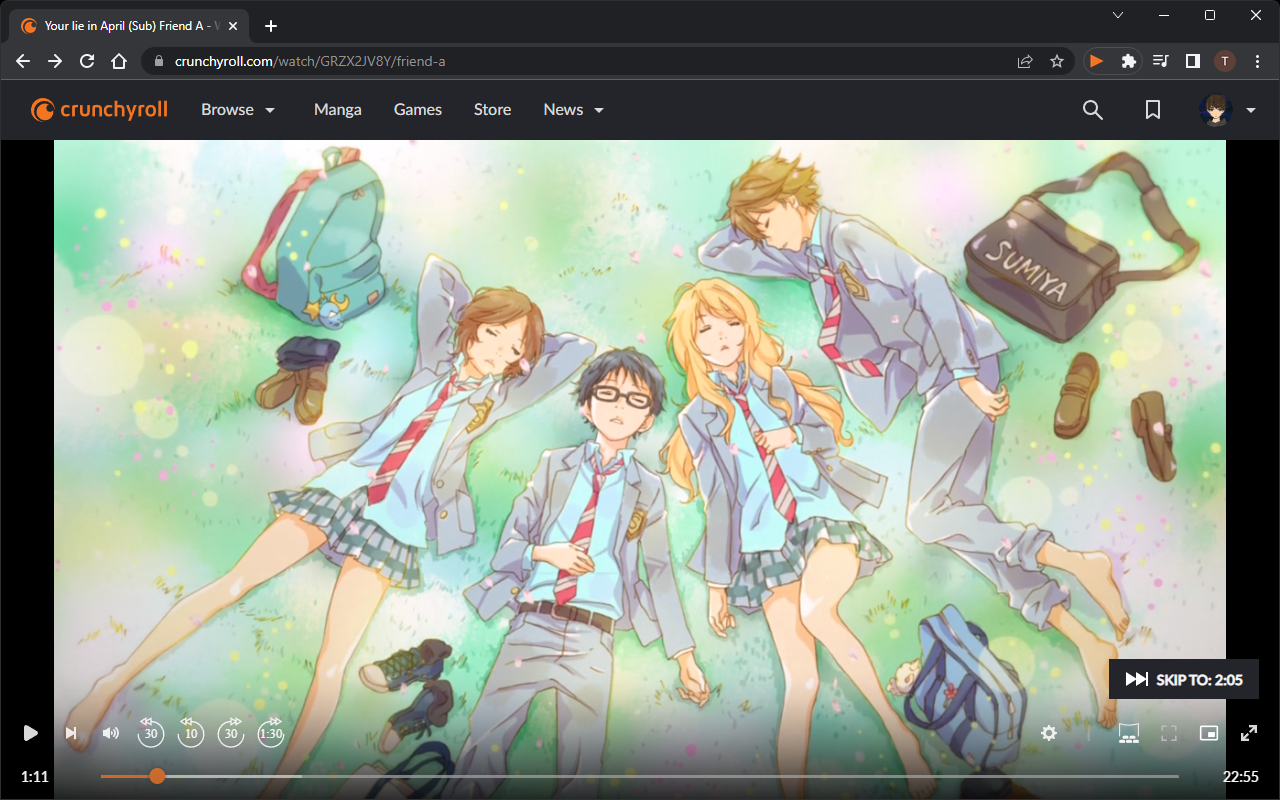 Your lie in April (Sub) Friend A -
crunchyroll.com/watch/GRZX2JV8Y/friend-a
T
crunchyroll Browse Manga Games Store News
SUMIYA
SKIP TO: 2:05
30 10 30 1:30
1:11 22:55